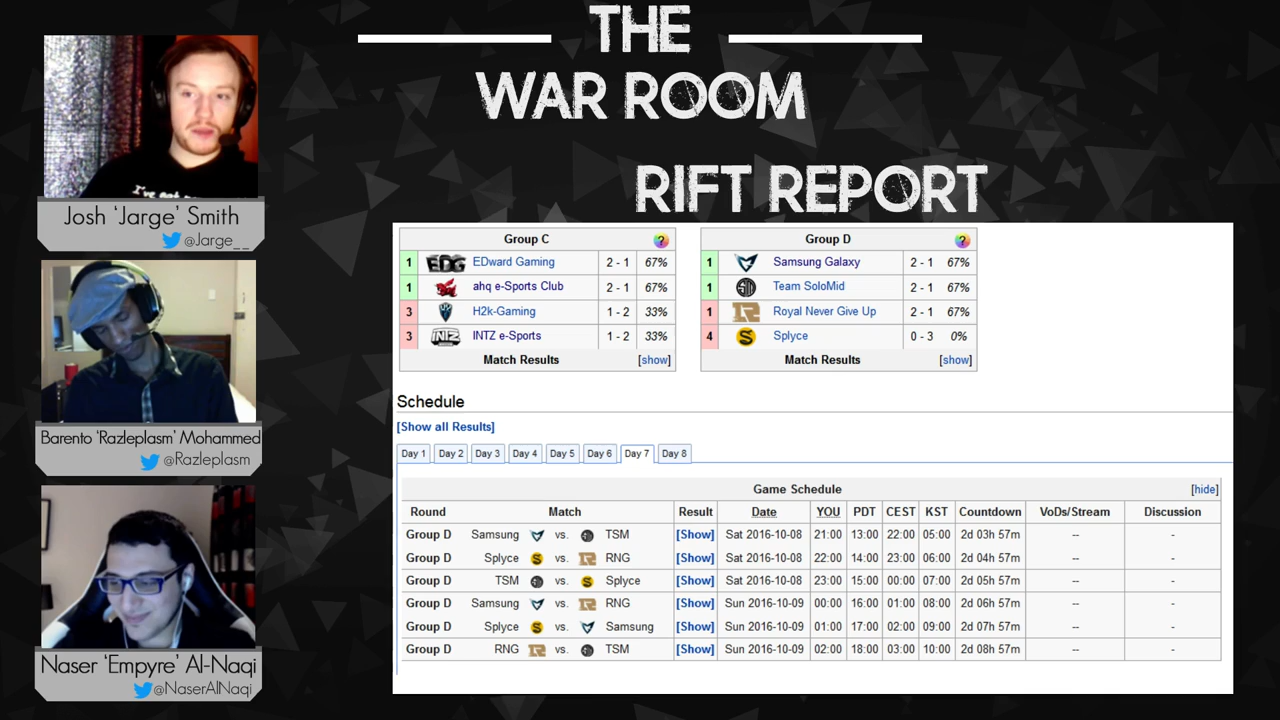 THE
WAR ROOM
RIFT REPORT
Josh 'Jarge' Smith
@Jarge__
Barento 'Razleplasm' Mohammed
@Razleplasm
Naser 'Empyre' Al-Naqi
@NaserAlNaqi
I've got
Group C ?
1 EDG EDward Gaming 2 - 1 67%
1 ahq e-Sports Club 2 - 1 67%
3 H2k-Gaming 1 - 2 33%
3 INTZ INTZ e-Sports 1 - 2 33%
Match Results [show]
Group D ?
1 Samsung Galaxy 2 - 1 67%
1 Team SoloMid 2 - 1 67%
1 Royal Never Give Up 2 - 1 67%
4 S Splyce 0 - 3 0%
Match Results [show]
Schedule
[Show all Results]
Day 1 Day 2 Day 3 Day 4 Day 5 Day 6 Day 7 Day 8
Game Schedule [hide]
Round Match Result Date YOU PDT CEST KST Countdown VoDs/Stream Discussion
Group D Samsung vs. TSM [Show] Sat 2016-10-08 21:00 13:00 22:00 05:00 2d 03h 57m -- -
Group D Splyce vs. RNG [Show] Sat 2016-10-08 22:00 14:00 23:00 06:00 2d 04h 57m -- -
Group D TSM vs. Splyce [Show] Sat 2016-10-08 23:00 15:00 00:00 07:00 2d 05h 57m -- -
Group D Samsung vs. RNG [Show] Sun 2016-10-09 00:00 16:00 01:00 08:00 2d 06h 57m -- -
Group D Splyce vs. Samsung [Show] Sun 2016-10-09 01:00 17:00 02:00 09:00 2d 07h 57m -- -
Group D RNG vs. TSM [Show] Sun 2016-10-09 02:00 18:00 03:00 10:00 2d 08h 57m -- -